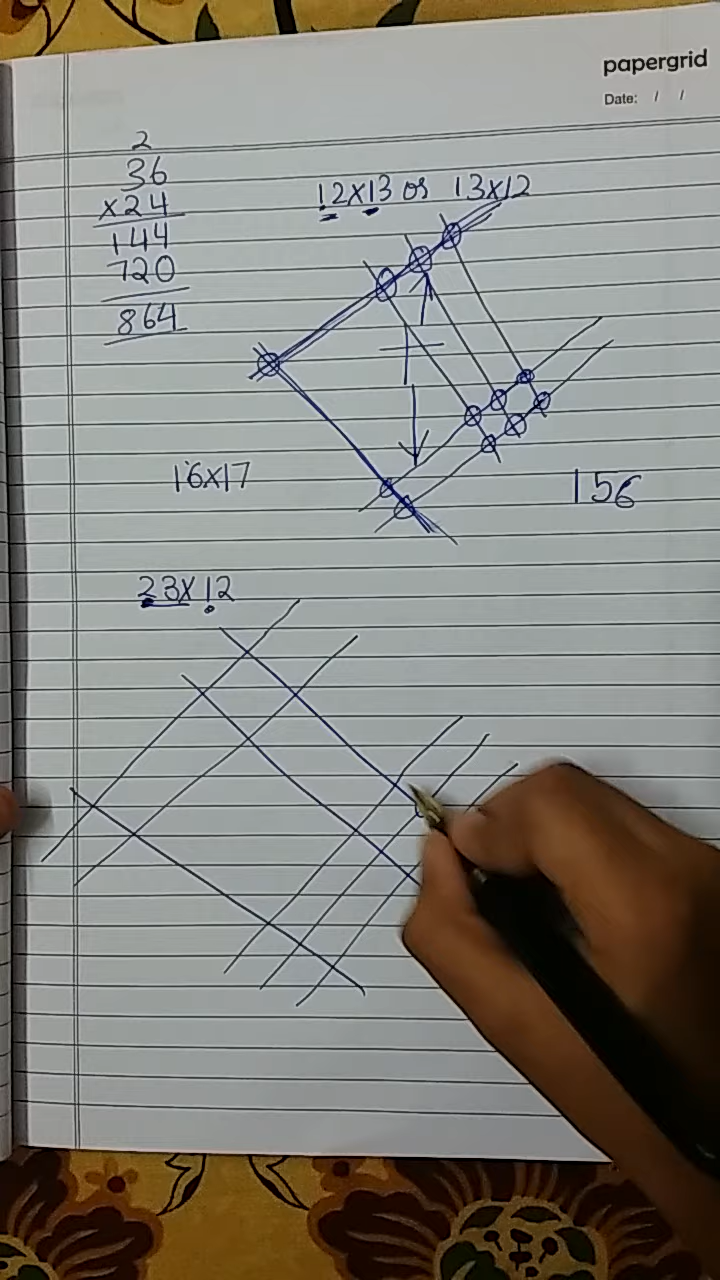 papergrid
Date: / /
2
36
x24
144
720
864
12x13 or 13x12
16x17
156
23x12